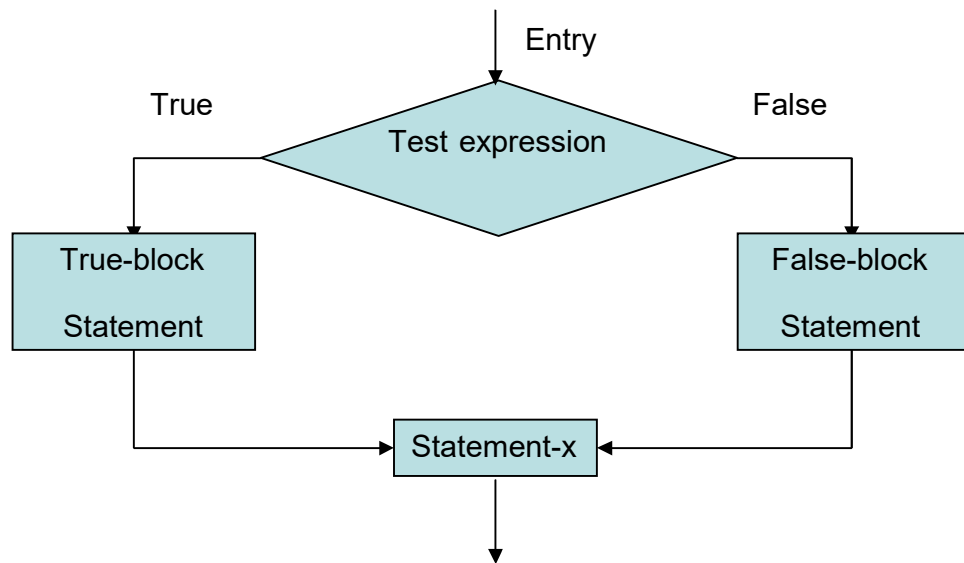 Entry
True
False
Test expression
True-block
Statement
False-block
Statement
Statement-x